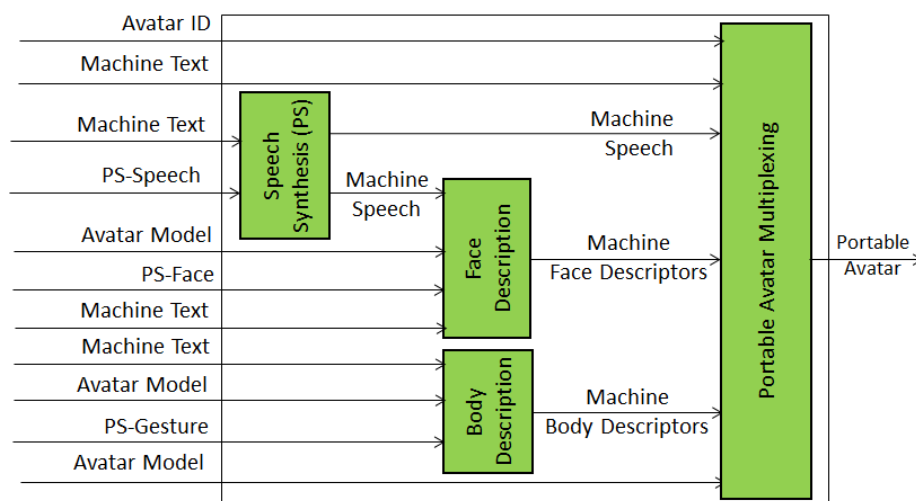 Avatar ID
Machine Text
Machine Text
PS-Speech
Avatar Model
PS-Face
Machine Text
Machine Text
Avatar Model
PS-Gesture
Avatar Model
Speech
Synthesis (PS)
Machine
Speech
Machine
Speech
Face
Description
Machine
Face Descriptors
Body
Description
Machine
Body Descriptors
Portable Avatar Multiplexing
Portable
Avatar